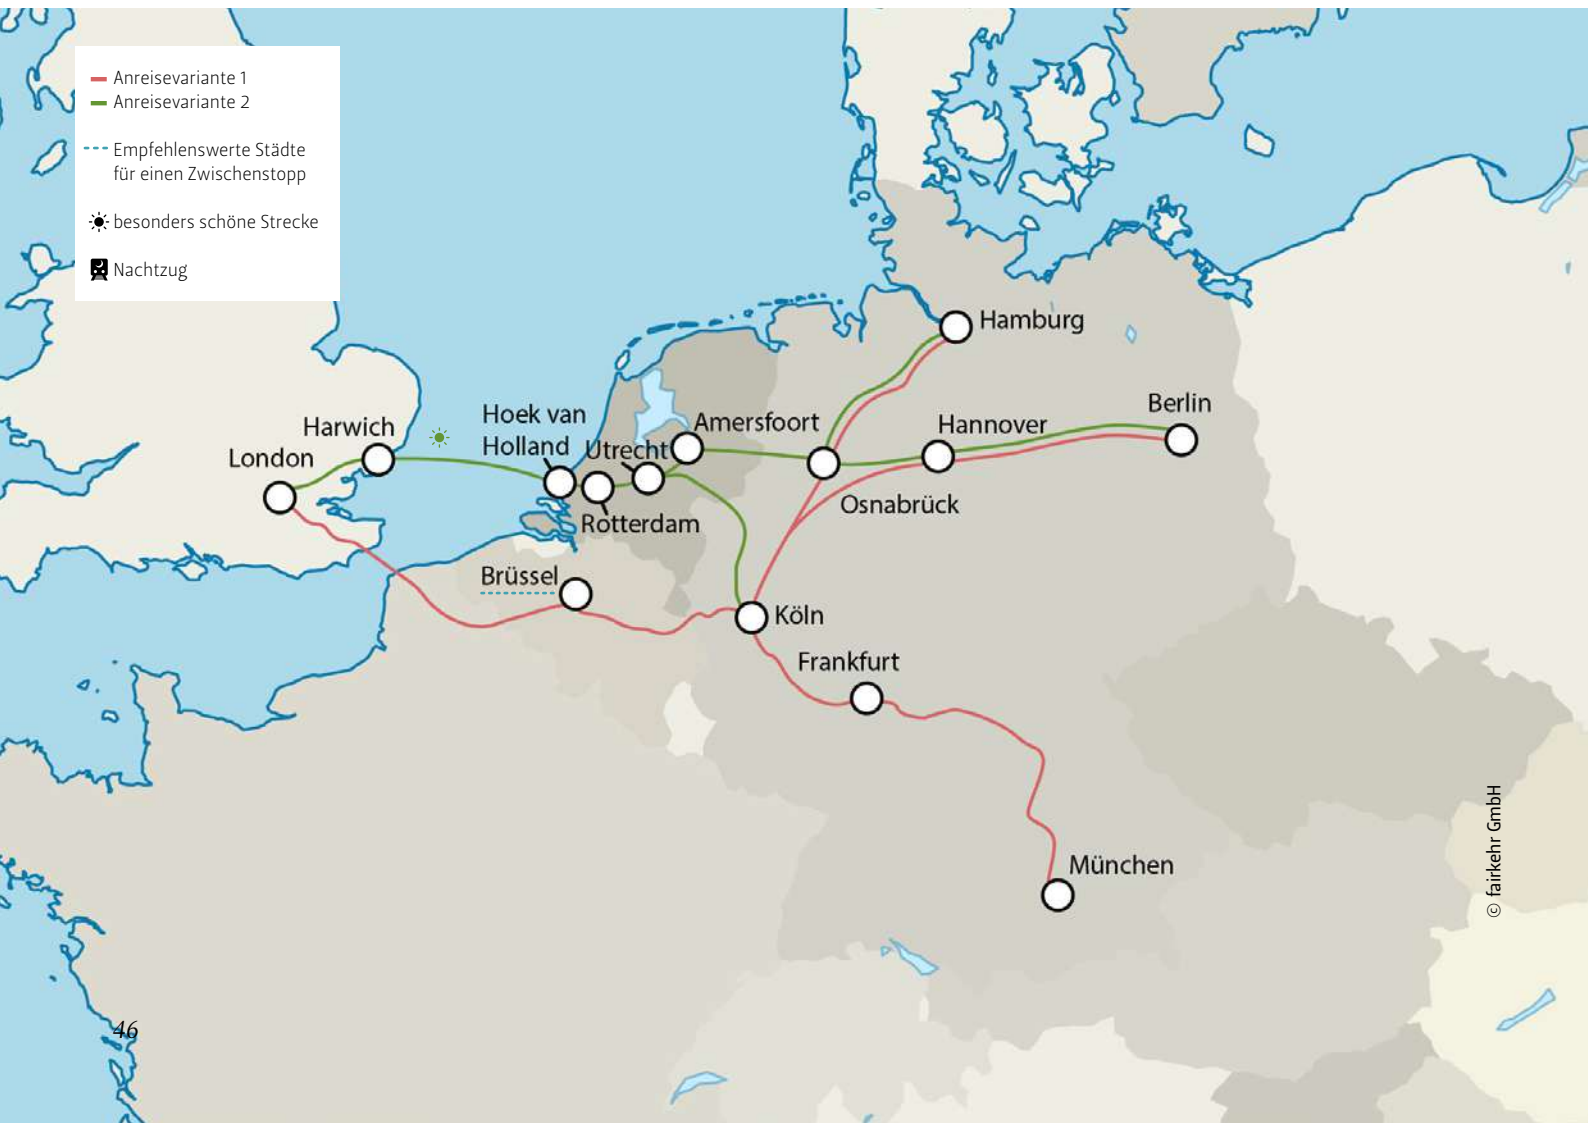 Anreisevariante 1
Anreisevariante 2
Empfehlenswerte Städte
für einen Zwischenstopp
besonders schöne Strecke
Nachtzug
Hamburg
Berlin
Hannover
Amersfoort
Hoek van
Holland
Utrecht
Harwich
London
Osnabrück
Rotterdam
Brüssel
Köln
Frankfurt
München
© fairkehr GmbH
46